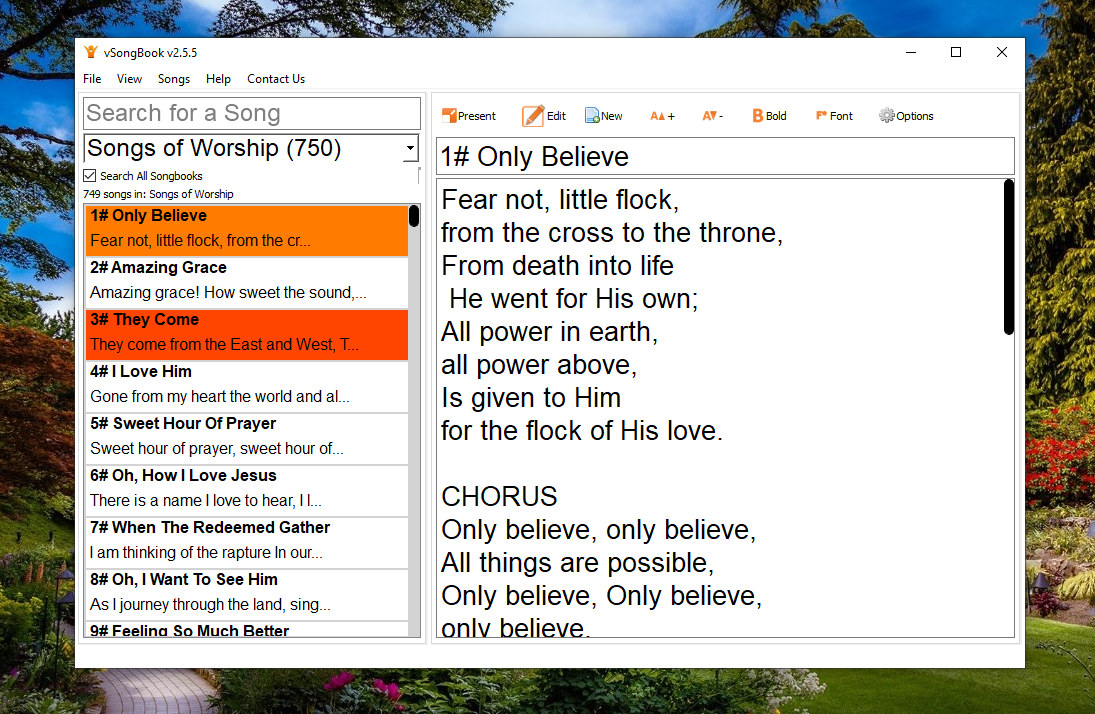 vSongBook v2.5.5
File View Songs Help Contact Us
Search for a Song
Songs of Worship (750)
Search All Songbooks
749 songs in: Songs of Worship
1# Only Believe
Fear not, little flock, from the cr...
2# Amazing Grace
Amazing grace! How sweet the sound,...
3# They Come
They come from the East and West, T...
4# I Love Him
Gone from my heart the world and al...
5# Sweet Hour Of Prayer
Sweet hour of prayer, sweet hour of...
6# Oh, How I Love Jesus
There is a name I love to hear, I l...
7# When The Redeemed Gather
I am thinking of the rapture In our...
8# Oh, I Want To See Him
As I journey through the land, sing...
9# Feeling So Much Better
Present Edit New AA+ AA- B Bold F Font Options
1# Only Believe
Fear not, little flock,
from the cross to the throne,
From death into life
He went for His own;
All power in earth,
all power above,
Is given to Him
for the flock of His love.
CHORUS
Only believe, only believe,
All things are possible,
Only believe, Only believe,
only believe.